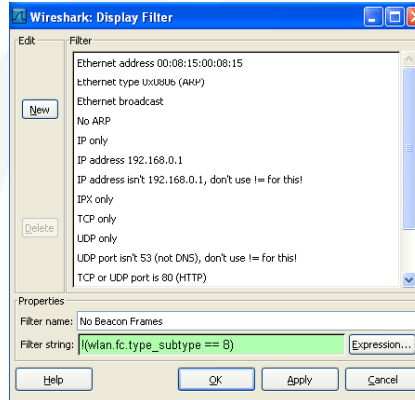 Wireshark: Display Filter
Edit
Filter
New
Delete
Ethernet address 00:08:15:00:08:15
Ethernet type 0x0806 (ARP)
Ethernet broadcast
No ARP
IP only
IP address 192.168.0.1
IP address isn't 192.168.0.1, don't use != for this!
IPX only
TCP only
UDP only
UDP port isn't 53 (not DNS), don't use != for this!
TCP or UDP port is 80 (HTTP)
Properties
Filter name: No Beacon Frames
Filter string: !(wlan.fc.type_subtype == 8) Expression...
Help OK Apply Cancel